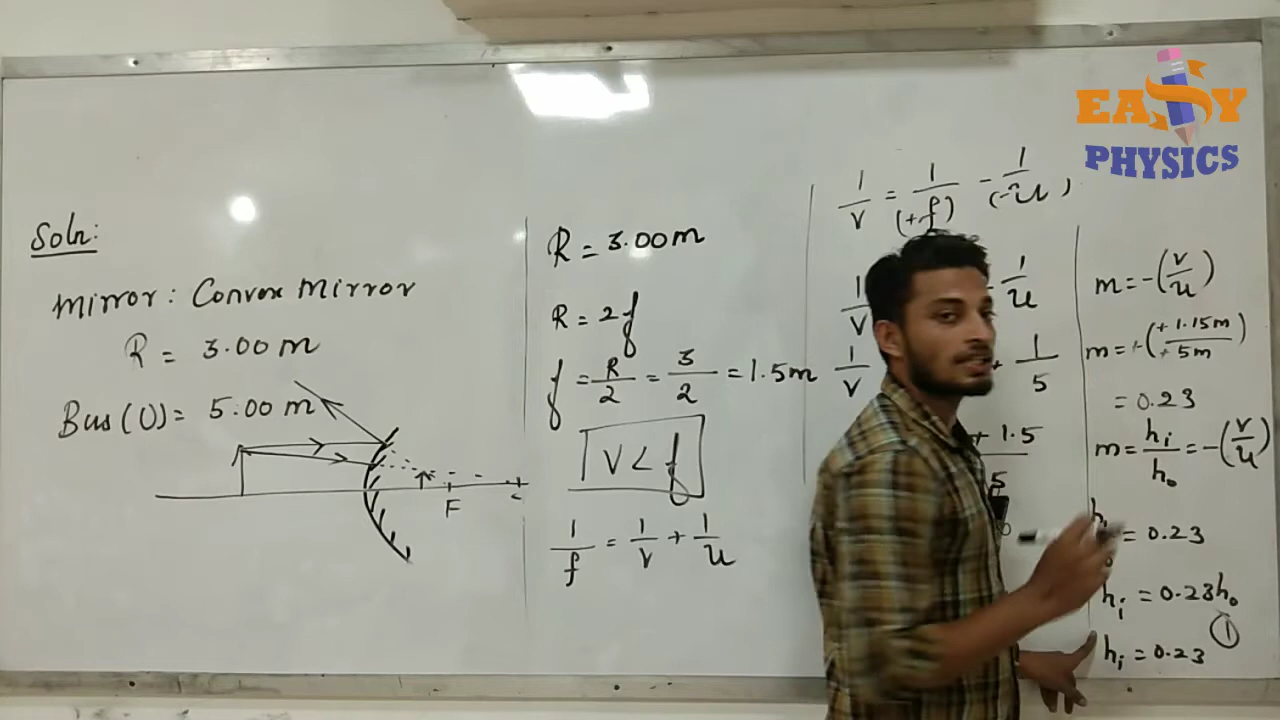 EASY
PHYSICS
Soln:
Mirror: Convex Mirror
R = 3.00 m
Bus (U) = 5.00 m
F
C
R = 3.00 m
R = 2f
f = R/2 = 3/2 = 1.5 m
V < f
1/f = 1/v + 1/u
1/v = 1/(+f) - 1/(-u)
1/v 1/u
1/v + 1/5
+ 1.5
5
m = -(v/u)
m = +(+1.15m/+5m)
= 0.23
m = hi/ho = -(v/u)
= 0.23
hi = 0.23ho
1
hi = 0.23